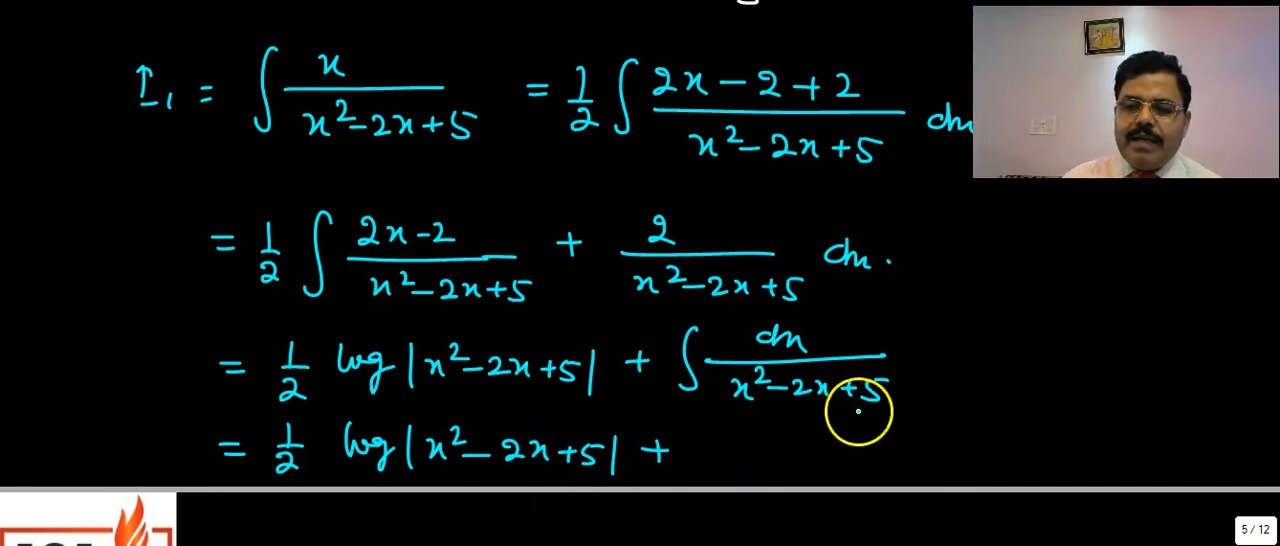 I₁ = ∫ x / (x² - 2x + 5) = 1/2 ∫ (2x - 2 + 2) / (x² - 2x + 5) dx
= 1/2 ∫ (2x - 2) / (x² - 2x + 5) + 2 / (x² - 2x + 5) dx.
= 1/2 log |x² - 2x + 5| + ∫ dx / (x² - 2x + 5)
= 1/2 log |x² - 2x + 5| +
5 / 12